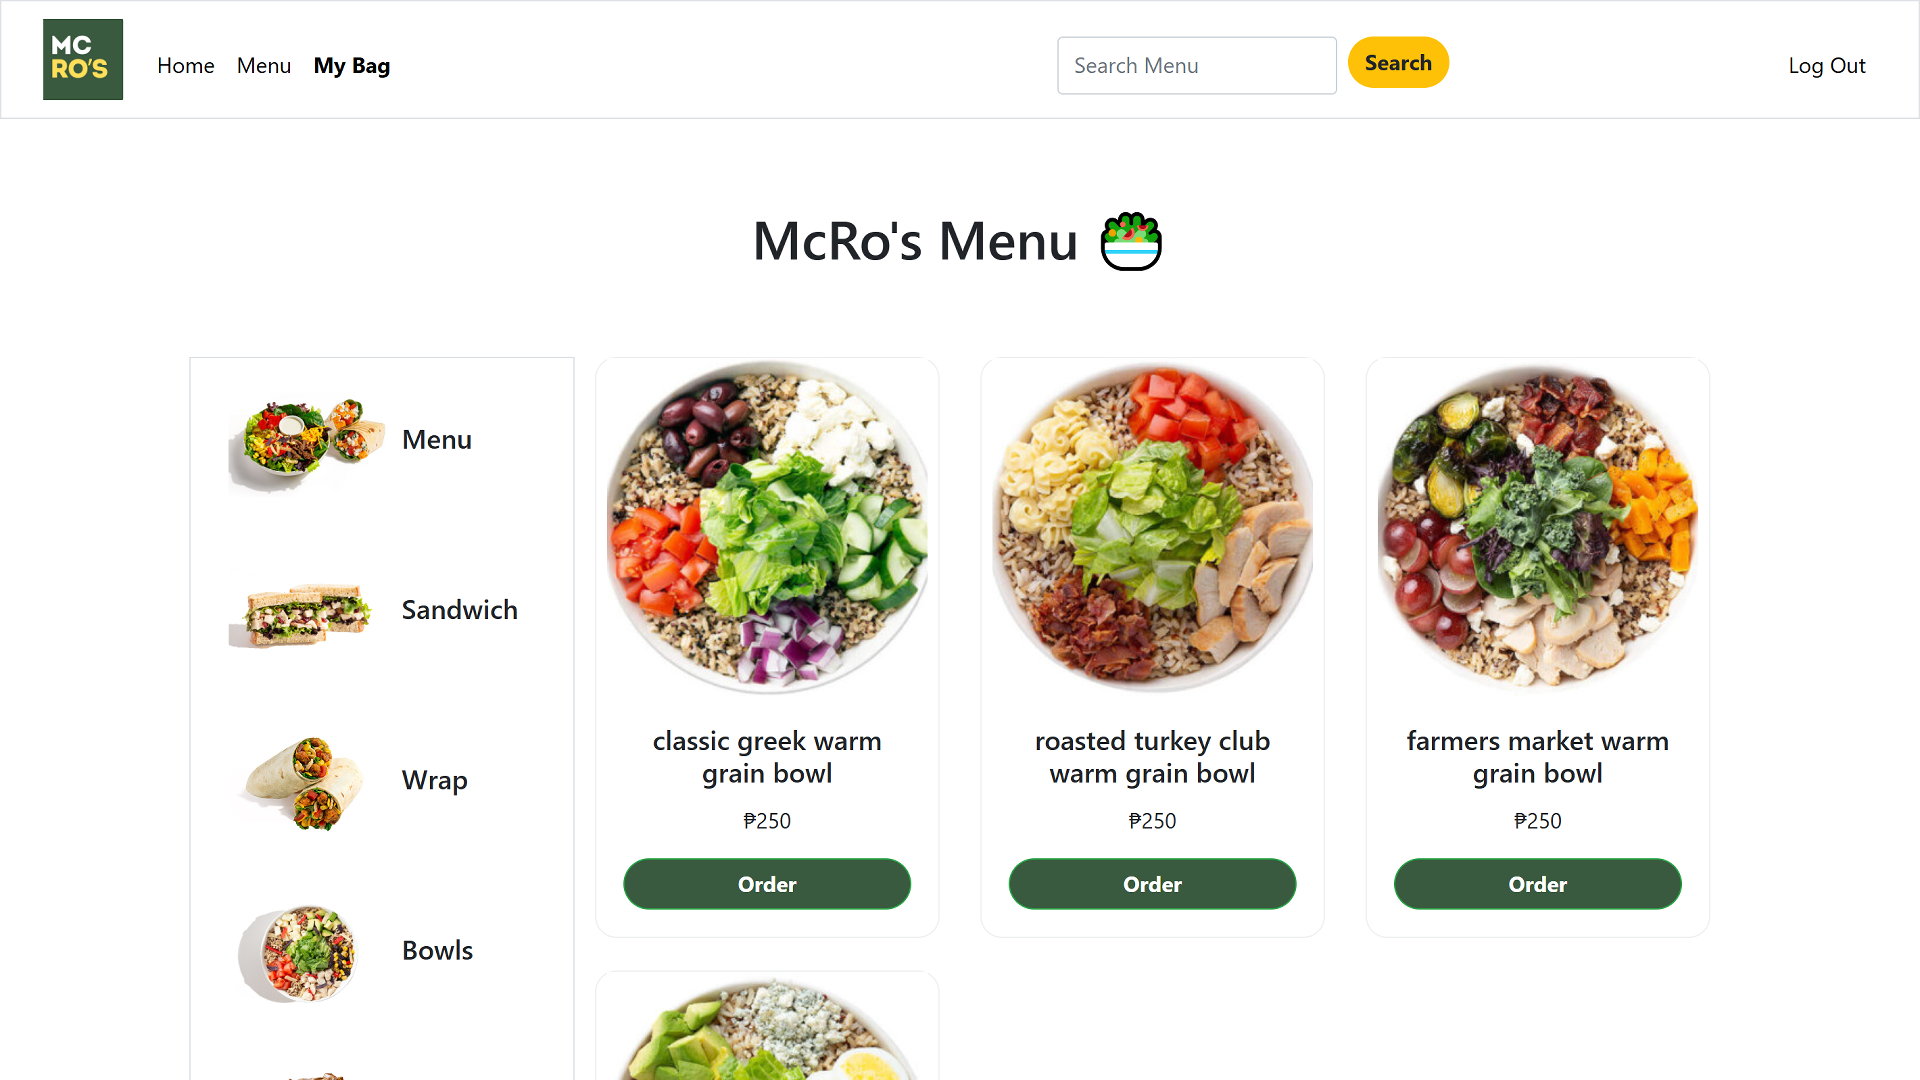 MC
RO'S
Home
Menu
My Bag
Search Menu
Search
Log Out
McRo's Menu
Menu
Sandwich
Wrap
Bowls
classic greek warm
grain bowl
₱250
Order
roasted turkey club
warm grain bowl
₱250
Order
farmers market warm
grain bowl
₱250
Order